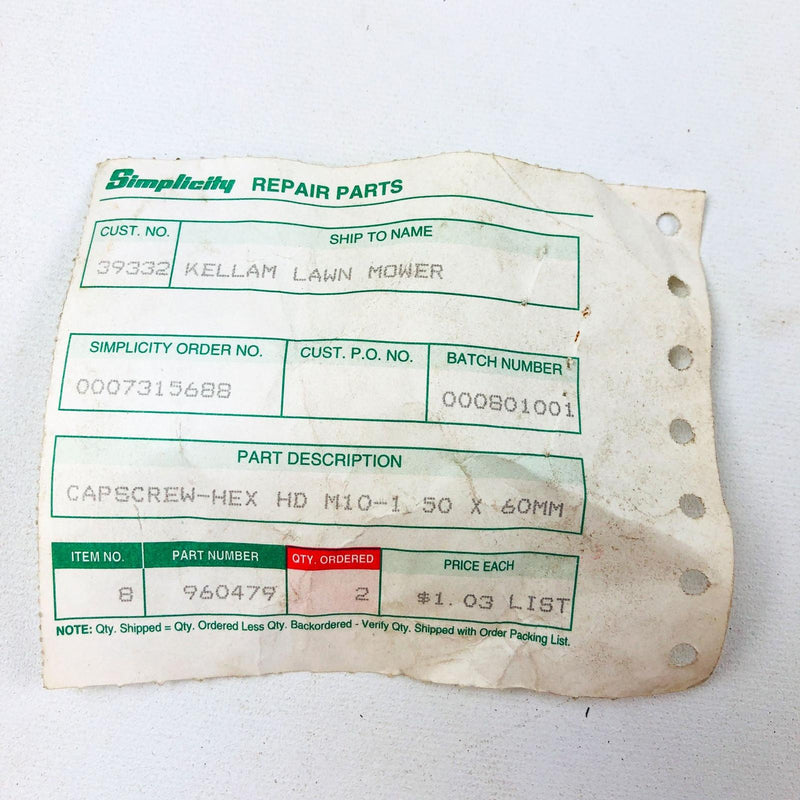 Simplicity REPAIR PARTS
CUST. NO. SHIP TO NAME
39332 KELLAM LAWN MOWER
SIMPLICITY ORDER NO. CUST. P.O. NO. BATCH NUMBER
0007315688 000801001
PART DESCRIPTION
CAPSCREW-HEX HD M10-1.50 X 60MM
ITEM NO. PART NUMBER QTY. ORDERED PRICE EACH
8 960479 2 $1.03 LIST
NOTE: Qty. Shipped = Qty. Ordered Less Qty. Backordered - Verify Qty. Shipped with Order Packing List.